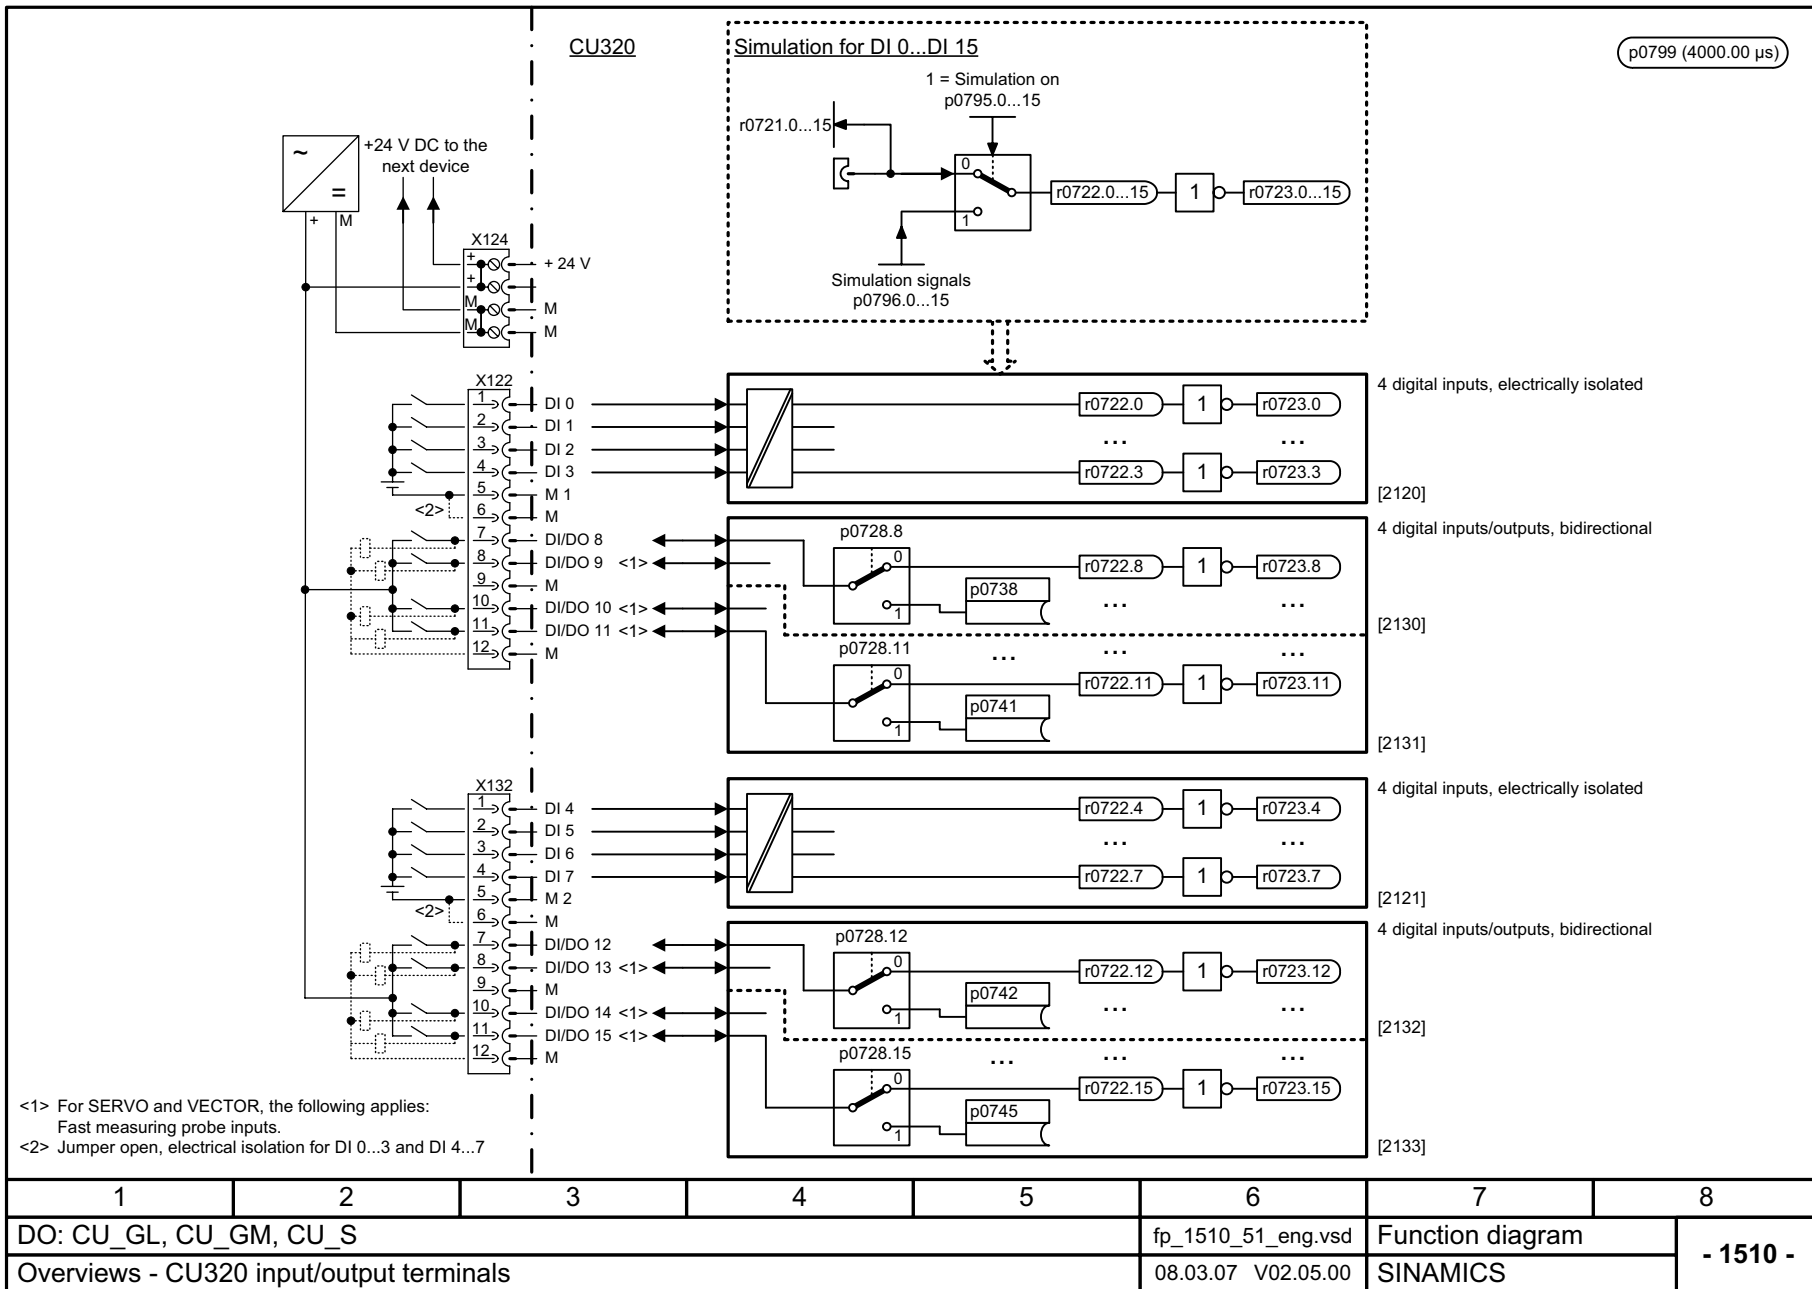 CU320
Simulation for DI 0...DI 15
p0799 (4000.00 µs)
1 = Simulation on
p0795.0...15
r0721.0...15
0
1
r0722.0...15
1
r0723.0...15
Simulation signals
p0796.0...15
~
=
+
M
+24 V DC to the
next device
X124
+
+ 24 V
+
M
M
M
M
X122
1
DI 0
2
DI 1
3
DI 2
4
DI 3
5
M 1
<2>
6
M
7
DI/DO 8
8
DI/DO 9 <1>
9
M
10
DI/DO 10 <1>
11
DI/DO 11 <1>
12
M
r0722.0
1
r0723.0
...
...
r0722.3
1
r0723.3
4 digital inputs, electrically isolated
[2120]
p0728.8
0
1
p0738
r0722.8
1
r0723.8
...
...
4 digital inputs/outputs, bidirectional
[2130]
p0728.11
...
...
...
0
1
p0741
r0722.11
1
r0723.11
[2131]
X132
1
DI 4
2
DI 5
3
DI 6
4
DI 7
5
M 2
<2>
6
M
7
DI/DO 12
8
DI/DO 13 <1>
9
M
10
DI/DO 14 <1>
11
DI/DO 15 <1>
12
M
r0722.4
1
r0723.4
...
...
r0722.7
1
r0723.7
4 digital inputs, electrically isolated
[2121]
p0728.12
0
1
p0742
r0722.12
1
r0723.12
...
...
4 digital inputs/outputs, bidirectional
[2132]
p0728.15
...
...
...
0
1
p0745
r0722.15
1
r0723.15
[2133]
<1> For SERVO and VECTOR, the following applies:
Fast measuring probe inputs.
<2> Jumper open, electrical isolation for DI 0...3 and DI 4...7
1 2 3 4 5 6 7 8
DO: CU_GL, CU_GM, CU_S
fp_1510_51_eng.vsd
Function diagram
- 1510 -
Overviews - CU320 input/output terminals
08.03.07 V02.05.00
SINAMICS